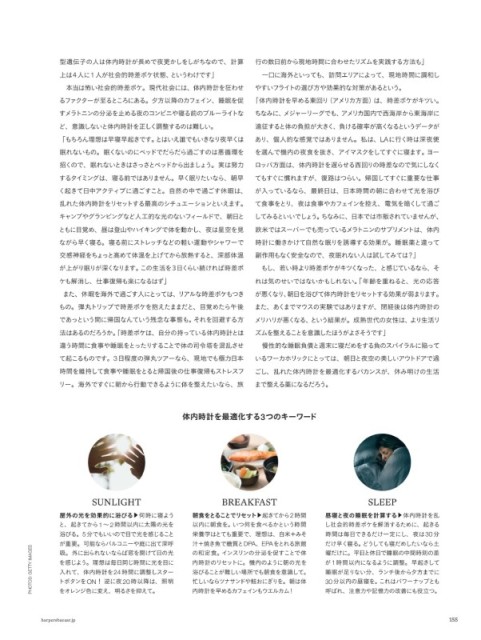 型遺伝子の人は体内時計が長めで夜更かしをしがちなので、計算
上は4人に1人が社会的時差ボケ状態、というわけです」
　本当は怖い社会的時差ボケ。現代社会には、体内時計を狂わせ
るファクターが至るところにある。夕方以降のカフェイン、睡眠を促
すメラトニンの分泌を止める夜のコンビニや寝る前のブルーライトな
ど、意識しないと体内時計を正しく調整するのは難しい。
「もちろん理想は早寝早起きです。とはいえ誰でもいきなり夜早くは
眠れないもの。眠くないのにベッドでだらだら過ごすのは悪循環を
招くので、眠れないときはさっさとベッドから出ましょう。実は努力
するタイミングは、寝る前ではありません。早く眠りたいなら、朝早
く起きて日中アクティブに過ごすこと。自然の中で過ごす休暇は、
乱れた体内時計をリセットする最高のシチュエーションといえます。
キャンプやグランピングなど人工的な光のないフィールドで、朝日と
ともに目覚め、昼は登山やハイキングで体を動かし、夜は星空を見
ながら早く寝る。寝る前にストレッチなどの軽い運動やシャワーで
交感神経をちょっと高めて体温を上げてから放熱すると、深部体温
が上がり眠りが深くなります。この生活を3日くらい続ければ時差ボ
ケも解消し、仕事復帰も楽になるはず」
　また、休暇を海外で過ごす人にとっては、リアルな時差ボケもつき
もの。弾丸トリップで時差ボケを抱えたままだと、目覚めたら午後
であっという間に帰国なんていう残念な事態も。それを回避する方
法はあるのだろうか。「時差ボケは、自分の持っている体内時計とは
違う時間に食事や睡眠をとったりすることで体の司令塔を混乱させ
て起こるものです。3日程度の弾丸ツアーなら、現地でも極力日本
時間を維持して食事や睡眠をとると帰国後の仕事復帰もストレスフ
リー。海外ですぐに朝から行動できるように体を整えたいなら、旅
行の数日前から現地時間に合わせたリズムを実践する方法も」
　一口に海外といっても、訪問エリアによって、現地時間に調和し
やすいフライトの選び方や効果的な対策があるという。
「体内時計を早める東回り（アメリカ方面）は、時差ボケがキツい。
ちなみに、メジャーリーグでも、アメリカ国内で西海岸から東海岸に
遠征すると体の負担が大きく、負ける確率が高くなるというデータが
あり、個人的な感覚ではありません。私は、LAに行く時は深夜便
を選んで機内の夜食を抜き、アイマスクをしてすぐに寝ます。ヨー
ロッパ方面は、体内時計を遅らせる西回りの時差なので気にしなく
てもすぐに慣れますが、復路はつらい。帰国してすぐに重要な仕事
が入っているなら、最終日は、日本時間の朝に合わせて光を浴び
て食事をとり、夜は食事やカフェインを控え、電気を暗くして過ご
してみるといいでしょう。ちなみに、日本では市販されていませんが、
欧米ではスーパーでも売っているメラトニンのサプリメントは、体内
時計に働きかけて自然な眠りを誘導する効果が。睡眠薬と違って
副作用もなく安全なので、夜眠れない人は試してみては？」
　もし、若い時より時差ボケがキツくなった、と感じているなら、そ
れは気のせいではないかもしれない。「年齢を重ねると、光の応答
が悪くなり、朝日を浴びて体内時計をリセットする効果が弱まります。
また、あくまでマウスの実験ではありますが、閉経後は体内時計の
メリハリが悪くなる、という結果が。成熟世代の女性は、より生活リ
ズムを整えることを意識したほうがよさそうです」
　慢性的な睡眠負債と週末に寝だめをする負のスパイラルに陥って
いるワーカホリックにとっては、朝日と夜空の美しいアウトドアで過
ごし、乱れた体内時計を最適化するバカンスが、休み明けの生活
まで整える薬になるだろう。
体内時計を最適化する3つのキーワード
SUNLIGHT
屋外の光を効果的に浴びる▶何時に寝よう
と、起きてから1〜2時間以内に太陽の光を
浴びる。5分でもいいので日で光を感じること
が重要。可能ならバルコニーや庭に出て深呼
吸。外に出られないならば窓を開けて日の光
を感じよう。理想は毎日同じ時間に光を目に
入れて、体内時計を24時間に調整しスター
トボタンをON！ 逆に夜20時以降は、照明
をオレンジ色に変え、明るさを抑えて。
BREAKFAST
朝食をとることでリセット▶起きてから2時間
以内に朝食を。いつ何を食べるかという時間
栄養学はとても重要で、理想は、白米＋みそ
汁＋焼き魚で糖質とDPA、EPAをとれる旅館
の和定食。インスリンの分泌を促すことで体
内時計のリセットに。機内のように朝の光を
浴びることが難しい場所でも朝食を意識して。
忙しいならツナサンドや鮭おにぎりを。朝は体
内時計を早めるカフェインもウエルカム！
SLEEP
昼寝と夜の睡眠を計算する▶体内時計を乱
し社会的時差ボケを解消するために、起きる
時間は毎日できるだけ一定にし、夜は30分
だけ早く寝る。どうしても寝だめしたいなら土
曜だけに。平日と休日で睡眠の中間時刻の差
が1時間以内になるように調整。早起きして
睡眠が足りない分、ランチ後から夕方までに
30分以内の昼寝を。これはパワーナップとも
呼ばれ、注意力や記憶力の改善にも役立つ。
PHOTOS: GETTY IMAGES
harpersbazaar.jp
188